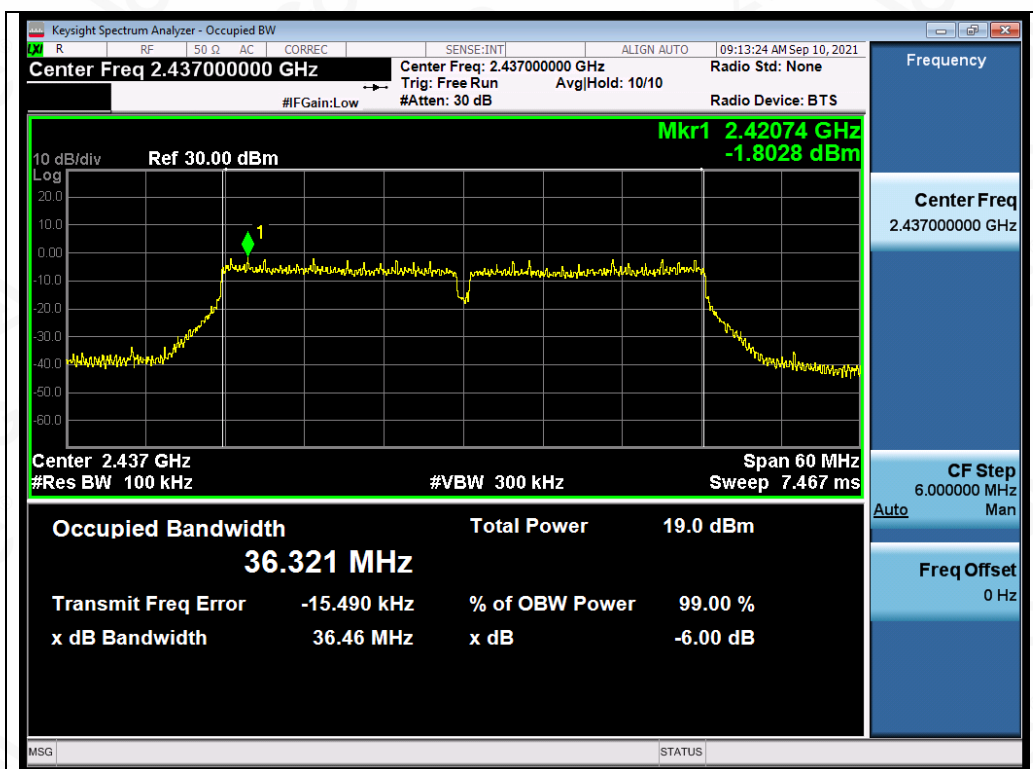 Keysight Spectrum Analyzer - Occupied BW
LXI R RF 50 Ω AC CORREC SENSE:INT ALIGN AUTO 09:13:24 AM Sep 10, 2021
Center Freq 2.437000000 GHz
Center Freq: 2.437000000 GHz
Radio Std: None
Trig: Free Run Avg|Hold: 10/10
#IFGain:Low #Atten: 30 dB Radio Device: BTS
Mkr1 2.42074 GHz
-1.8028 dBm
10 dB/div Ref 30.00 dBm
Log
20.0
10.0
1
0.00
-10.0
-20.0
-30.0
-40.0
-50.0
-60.0
Center 2.437 GHz Span 60 MHz
#Res BW 100 kHz #VBW 300 kHz Sweep 7.467 ms
Occupied Bandwidth Total Power 19.0 dBm
36.321 MHz
Transmit Freq Error -15.490 kHz % of OBW Power 99.00 %
x dB Bandwidth 36.46 MHz x dB -6.00 dB
MSG STATUS
Frequency
Center Freq
2.437000000 GHz
CF Step
6.000000 MHz
Auto Man
Freq Offset
0 Hz